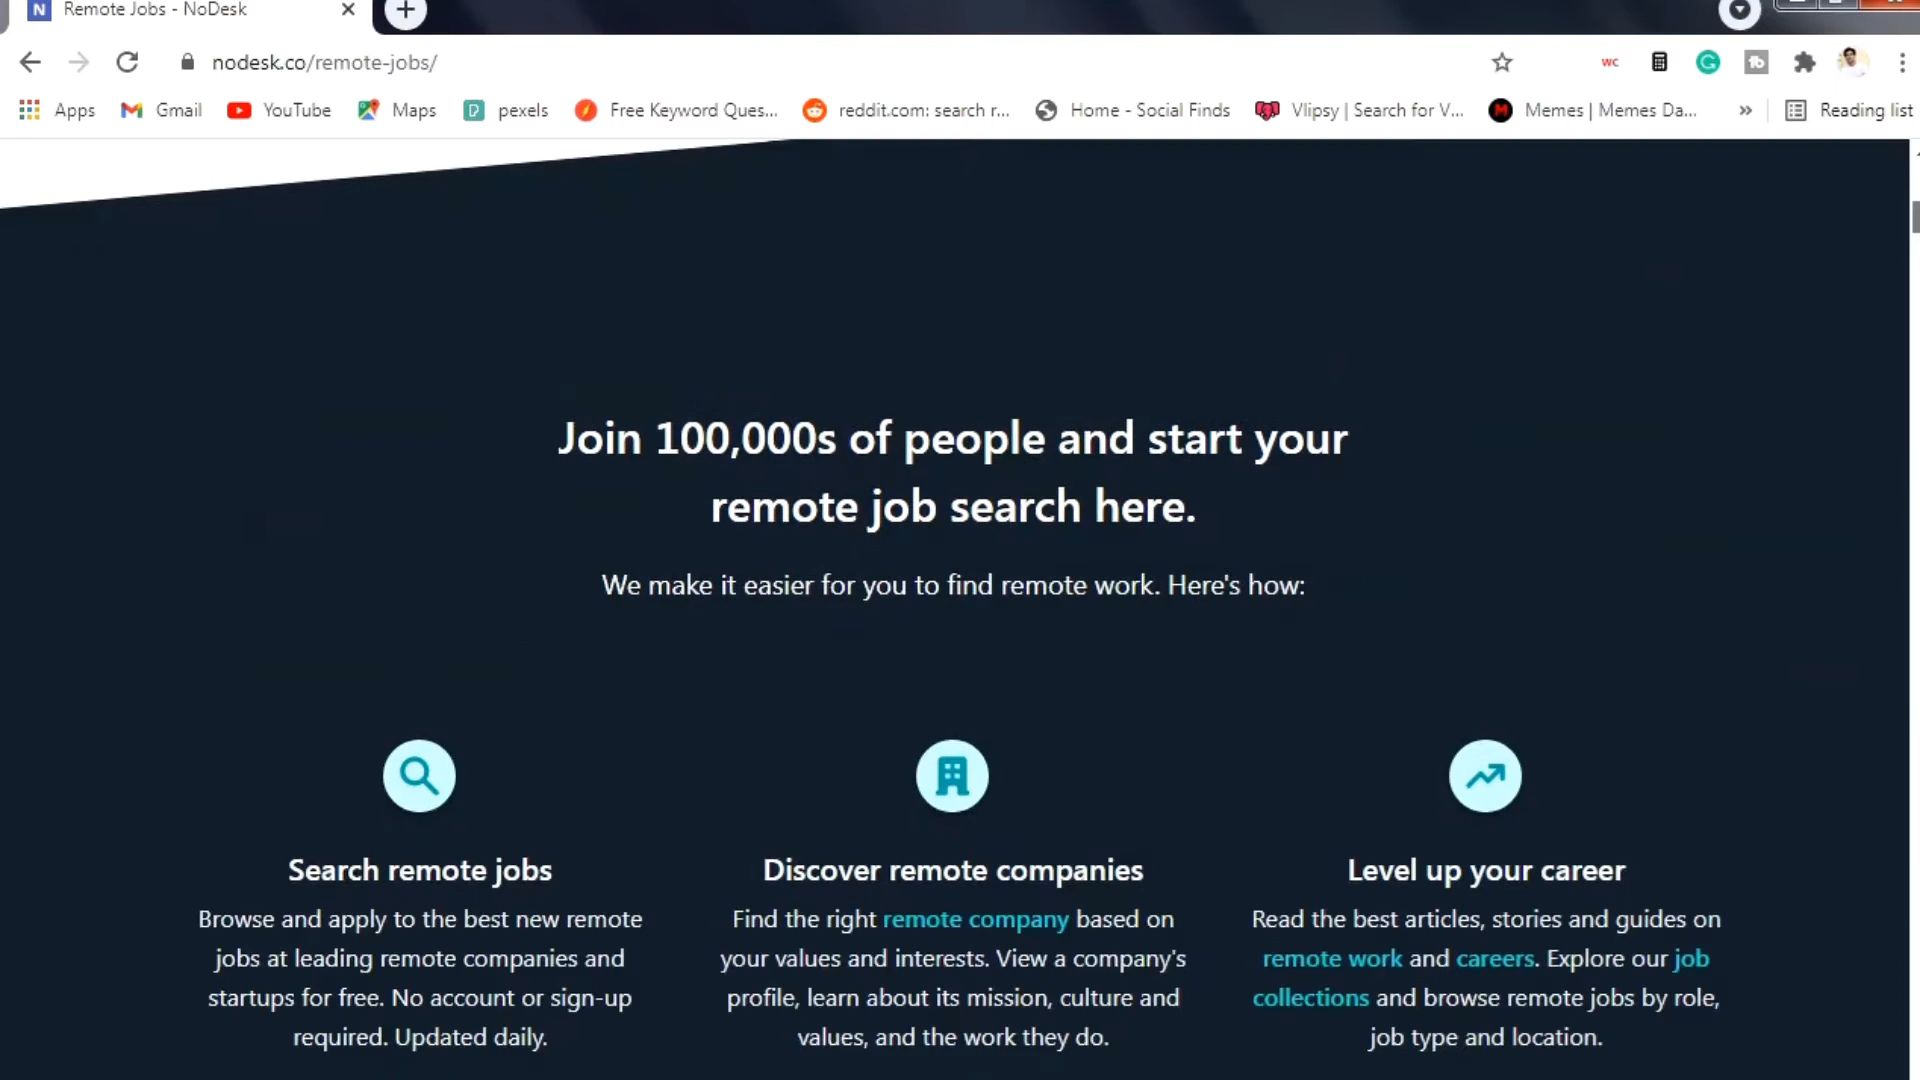 N Remote Jobs - NoDesk
nodesk.co/remote-jobs/
WC
Apps Gmail YouTube Maps pexels Free Keyword Ques... reddit.com: search r... Home - Social Finds Vlipsy | Search for V... Memes | Memes Da... » Reading list
Join 100,000s of people and start your
remote job search here.
We make it easier for you to find remote work. Here's how:
Search remote jobs
Browse and apply to the best new remote
jobs at leading remote companies and
startups for free. No account or sign-up
required. Updated daily.
Discover remote companies
Find the right remote company based on
your values and interests. View a company's
profile, learn about its mission, culture and
values, and the work they do.
Level up your career
Read the best articles, stories and guides on
remote work and careers. Explore our job
collections and browse remote jobs by role,
job type and location.